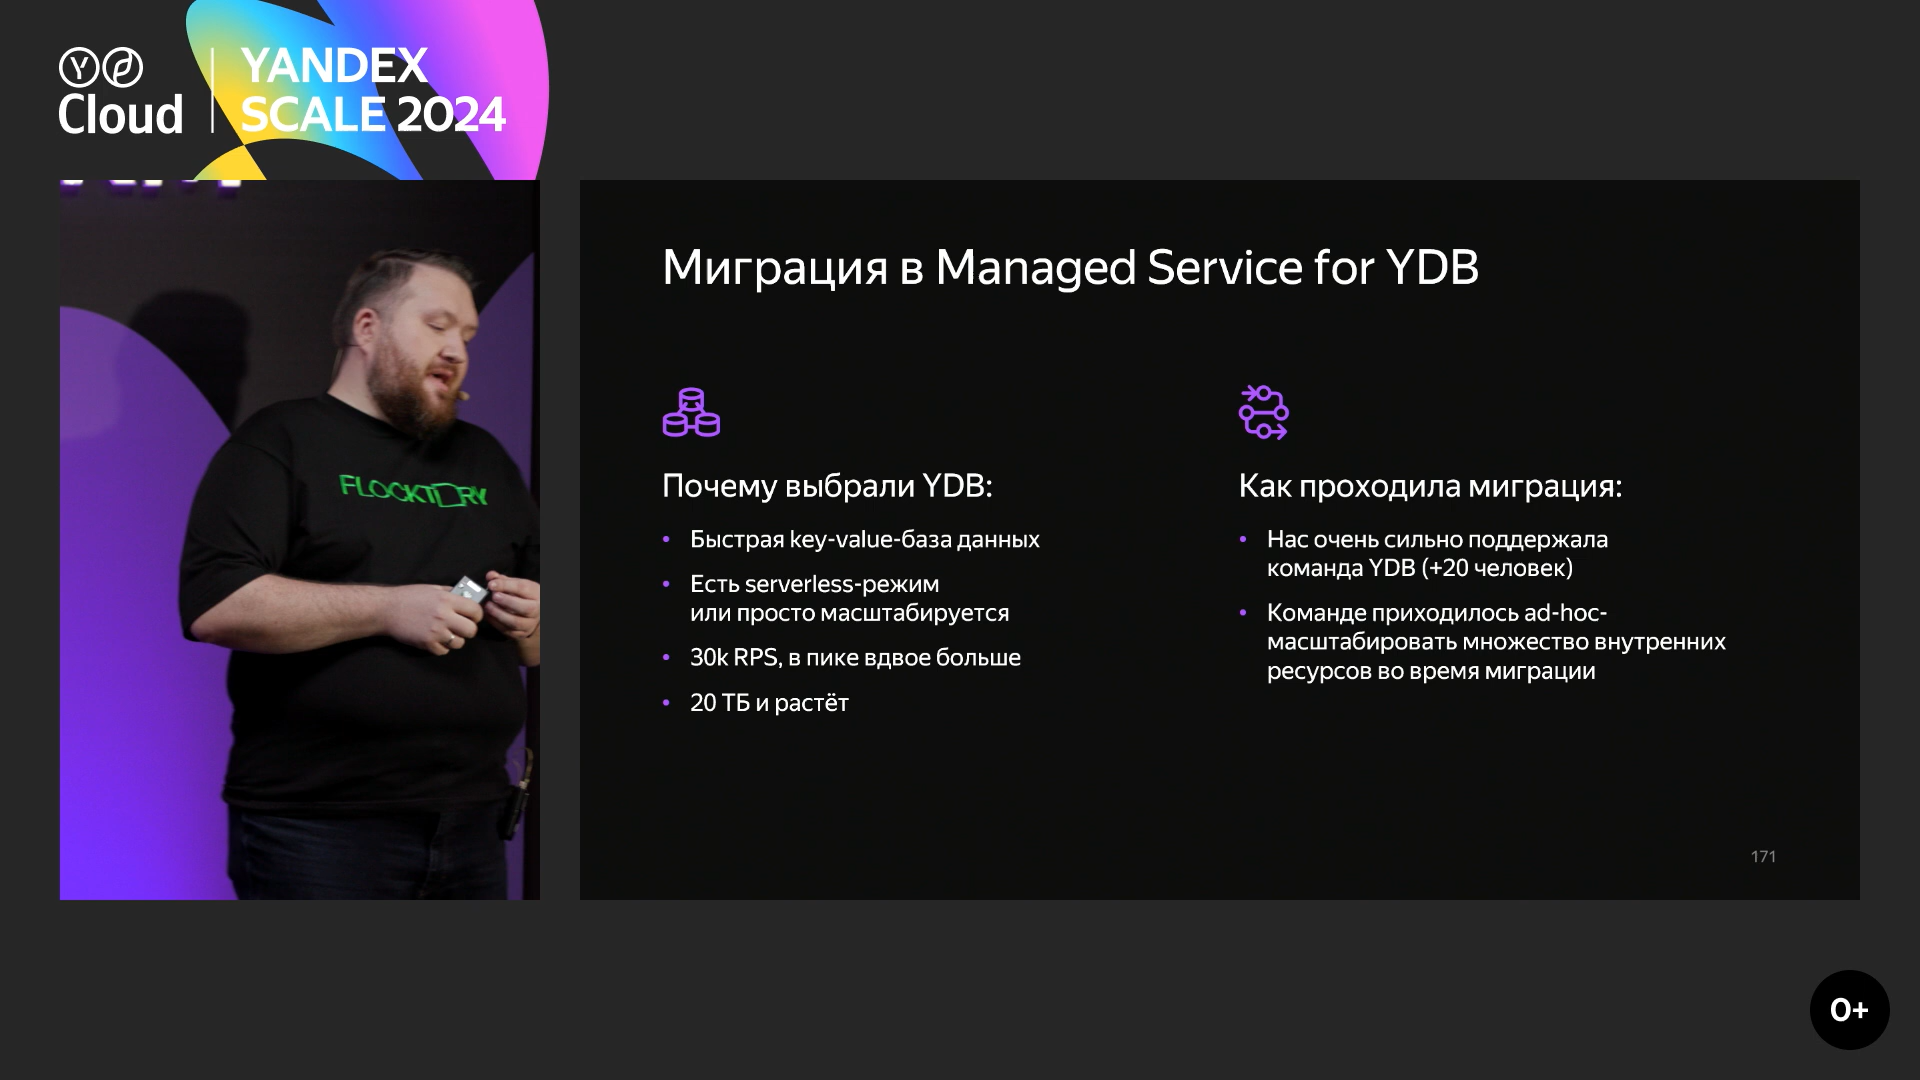 Cloud
YANDEX
SCALE 2024
FLOCKTORY
Миграция в Managed Service for YDB
Почему выбрали YDB:
• Быстрая key-value-база данных
• Есть serverless-режим
или просто масштабируется
• 30k RPS, в пике вдвое больше
• 20 ТБ и растёт
Как проходила миграция:
• Нас очень сильно поддержала
команда YDB (+20 человек)
• Команде приходилось ad-hoc-
масштабировать множество внутренних
ресурсов во время миграции
171
0+